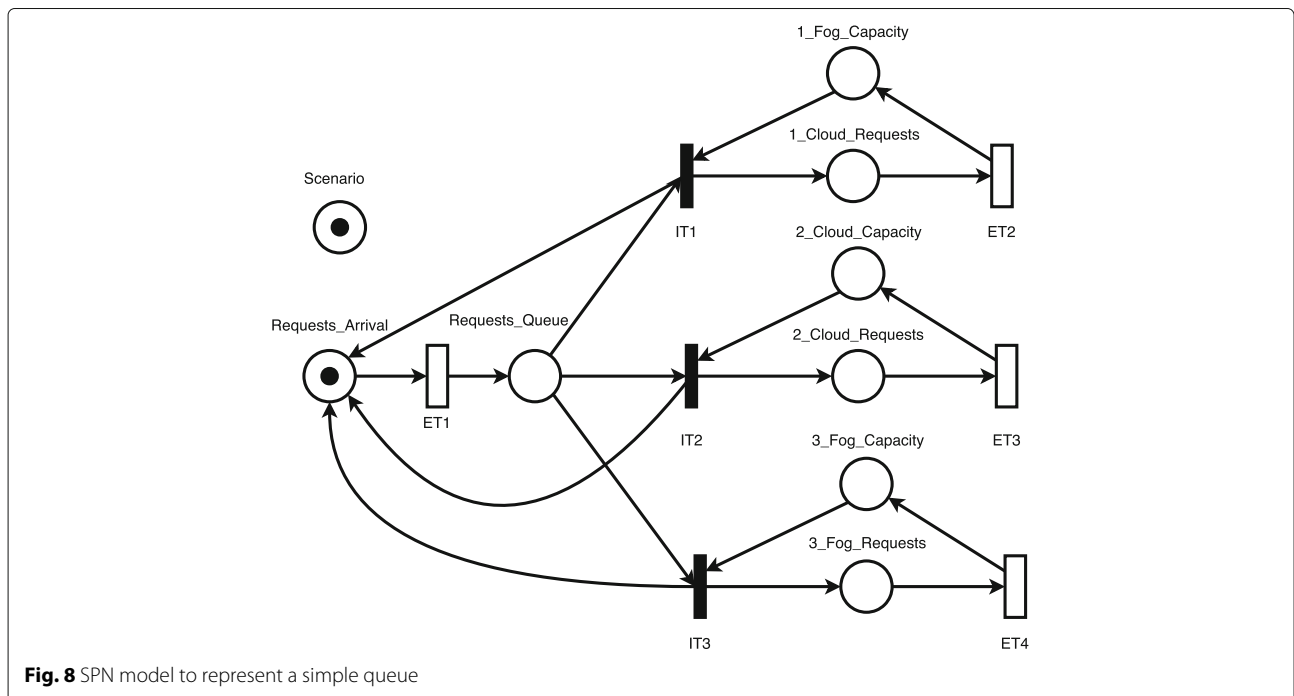 1_Fog_Capacity
1_Cloud_Requests
Scenario
IT1
ET2
2_Cloud_Capacity
Requests_Arrival
Requests_Queue
2_Cloud_Requests
ET1
IT2
ET3
3_Fog_Capacity
3_Fog_Requests
IT3
ET4
Fig. 8 SPN model to represent a simple queue